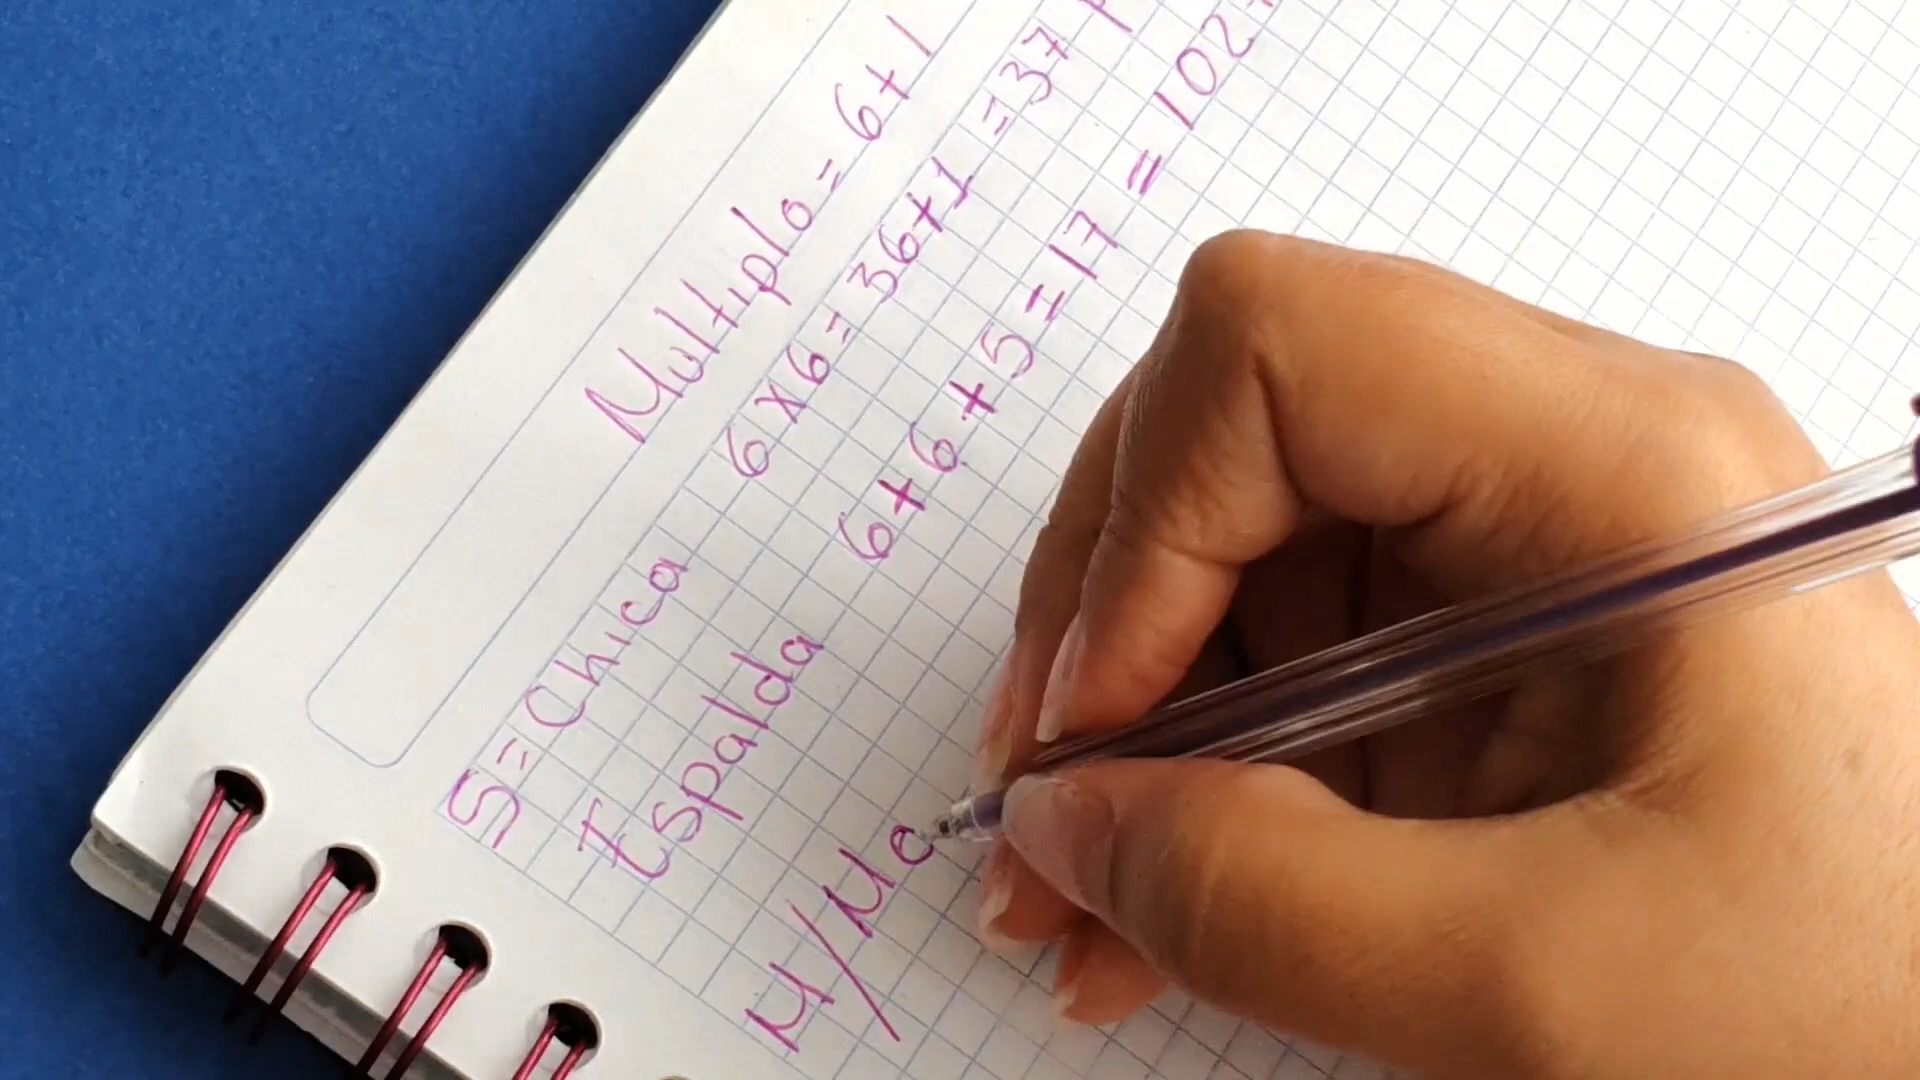 Multiplo = 6+1
S = Chica 6x6 = 36+1 = 37
Espalda 6+6+5 = 17 = 102+
M/Me